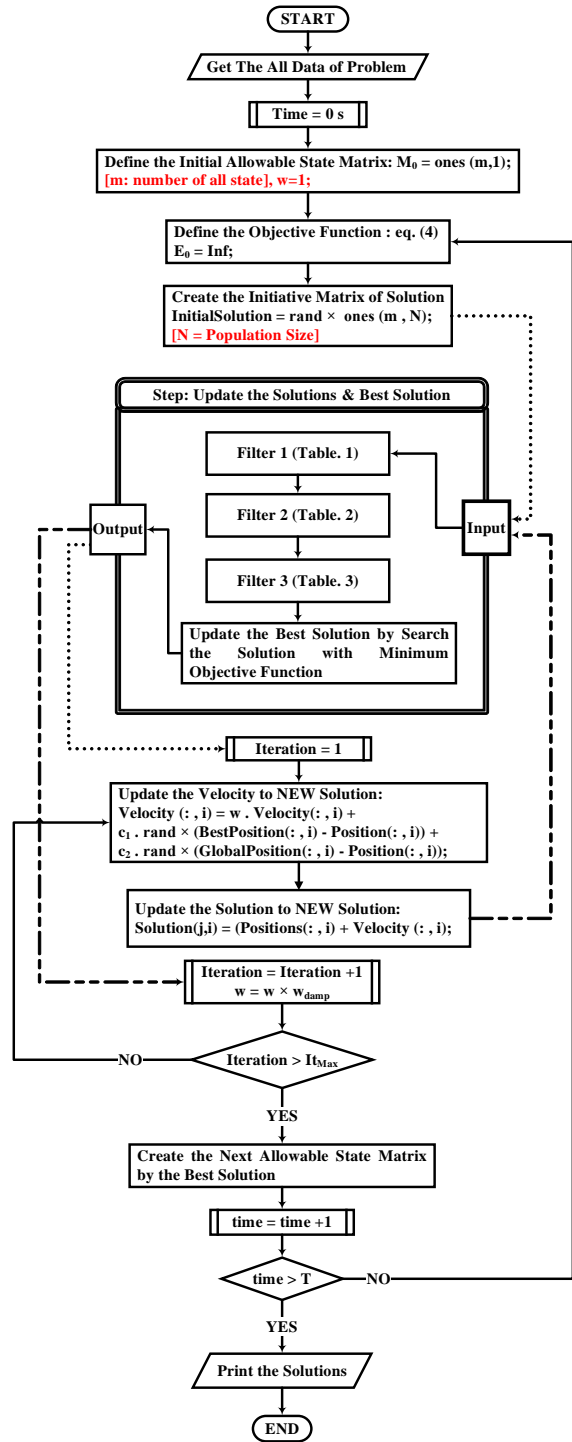 START
Get The All Data of Problem
Time = 0 s
Define the Initial Allowable State Matrix: M₀ = ones (m,1);
[m: number of all state], w=1;
Define the Objective Function : eq. (4)
E₀ = Inf;
Create the Initiative Matrix of Solution
InitialSolution = rand × ones (m , N);
[N = Population Size]
Step: Update the Solutions & Best Solution
Filter 1 (Table. 1)
Filter 2 (Table. 2)
Output
Input
Filter 3 (Table. 3)
Update the Best Solution by Search
the Solution with Minimum
Objective Function
Iteration = 1
Update the Velocity to NEW Solution:
Velocity (: , i) = w . Velocity(: , i) +
c₁ . rand × (BestPosition(: , i) - Position(: , i)) +
c₂ . rand × (GlobalPosition(: , i) - Position(: , i));
Update the Solution to NEW Solution:
Solution(j,i) = (Positions(: , i) + Velocity (: , i);
Iteration = Iteration +1
w = w × w_damp
NO
Iteration > It_Max
YES
Create the Next Allowable State Matrix
by the Best Solution
time = time +1
time > T
NO
YES
Print the Solutions
END